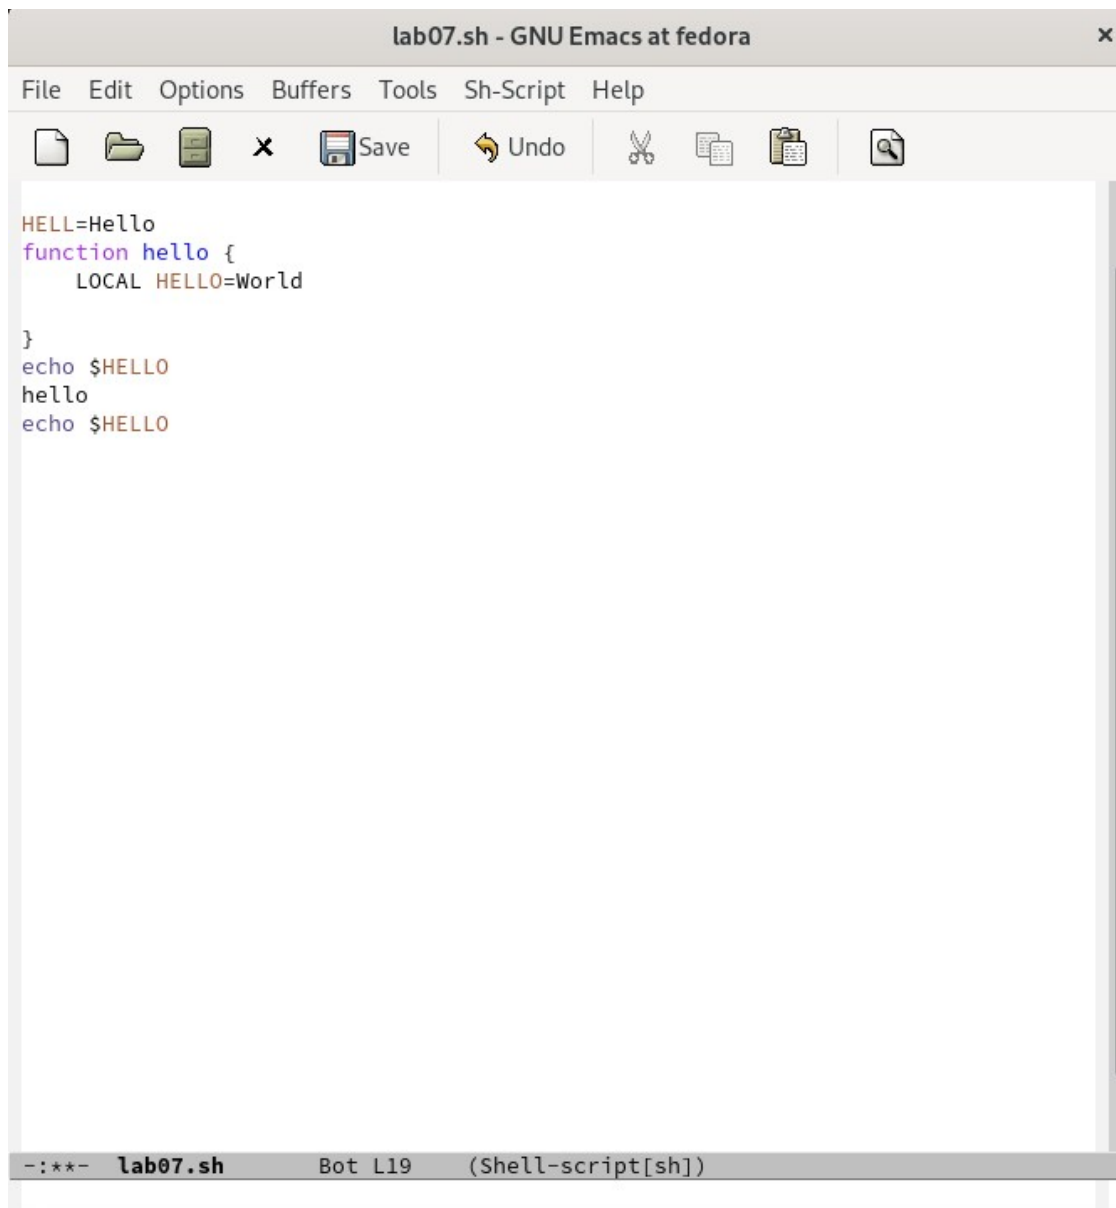 lab07.sh - GNU Emacs at fedora
File Edit Options Buffers Tools Sh-Script Help
Save Undo
HELL=Hello
function hello {
    LOCAL HELLO=World
}
echo $HELLO
hello
echo $HELLO
-:**- lab07.sh Bot L19 (Shell-script[sh])